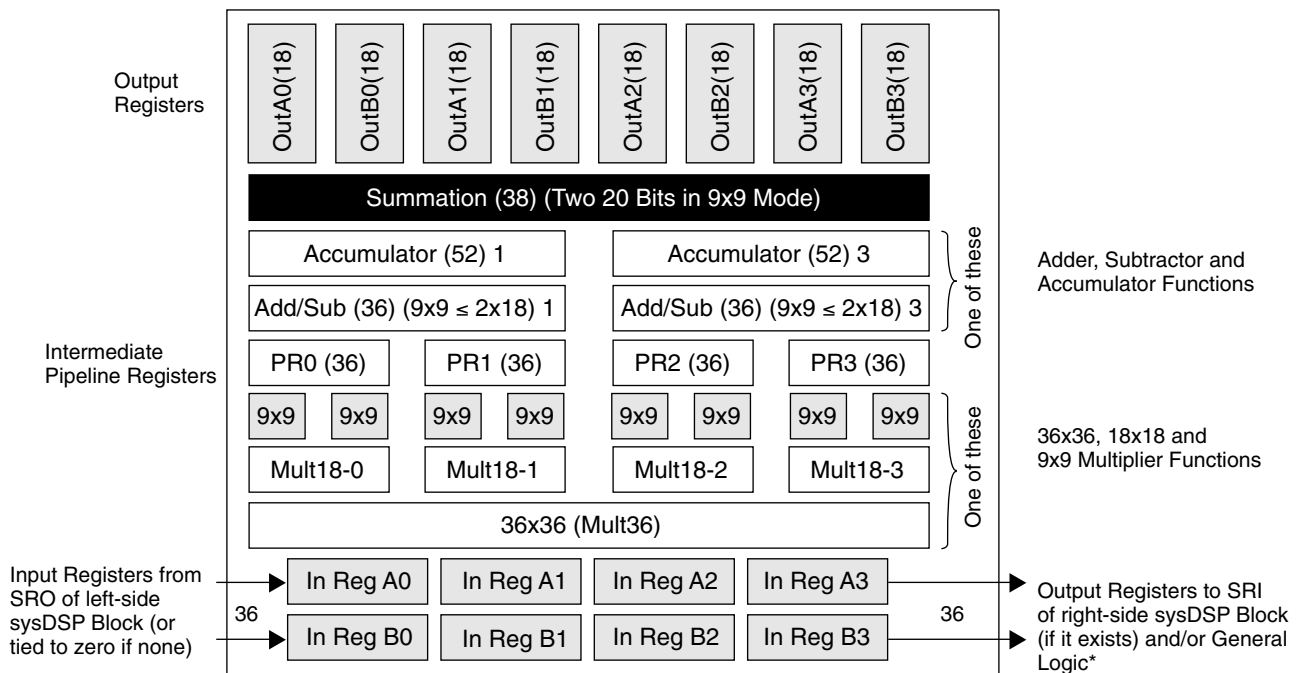 Output
Registers
OutA0(18)
OutB0(18)
OutA1(18)
OutB1(18)
OutA2(18)
OutB2(18)
OutA3(18)
OutB3(18)
Summation (38) (Two 20 Bits in 9x9 Mode)
Accumulator (52) 1
Accumulator (52) 3
Add/Sub (36) (9x9 ≤ 2x18) 1
Add/Sub (36) (9x9 ≤ 2x18) 3
One of these
Adder, Subtractor and
Accumulator Functions
Intermediate
Pipeline Registers
PR0 (36)
PR1 (36)
PR2 (36)
PR3 (36)
9x9
9x9
9x9
9x9
9x9
9x9
9x9
9x9
Mult18-0
Mult18-1
Mult18-2
Mult18-3
36x36 (Mult36)
One of these
36x36, 18x18 and
9x9 Multiplier Functions
Input Registers from
SRO of left-side
sysDSP Block (or
tied to zero if none)
36
In Reg A0
In Reg A1
In Reg A2
In Reg A3
In Reg B0
In Reg B1
In Reg B2
In Reg B3
36
Output Registers to SRI
of right-side sysDSP Block
(if it exists) and/or General
Logic*